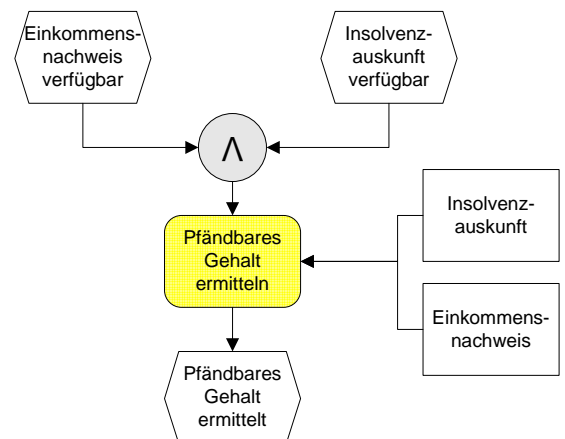 Einkommens-
nachweis
verfügbar
Insolvenz-
auskunft
verfügbar
Λ
Pfändbares
Gehalt
ermitteln
Insolvenz-
auskunft
Einkommens-
nachweis
Pfändbares
Gehalt
ermittelt